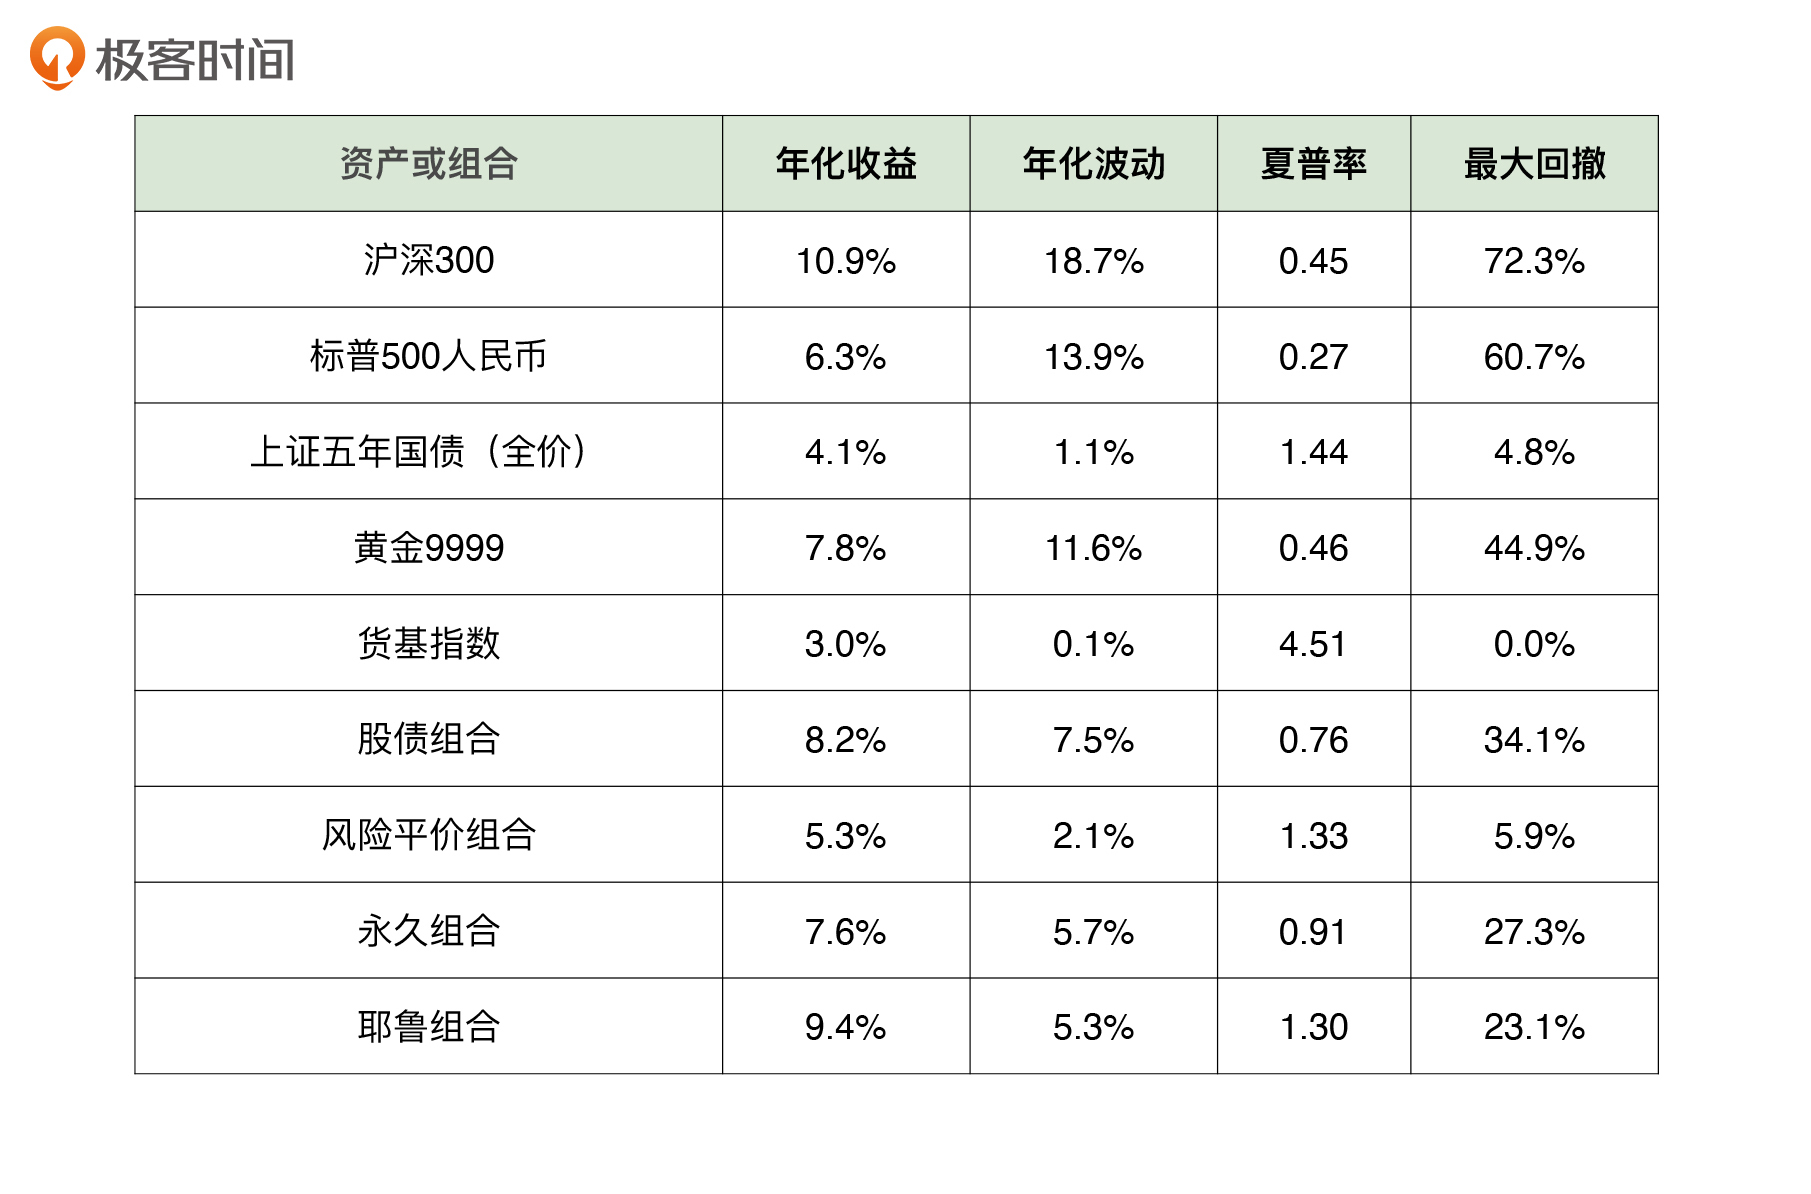 极客时间
资产或组合 年化收益 年化波动 夏普率 最大回撤
沪深300 10.9% 18.7% 0.45 72.3%
标普500人民币 6.3% 13.9% 0.27 60.7%
上证五年国债（全价） 4.1% 1.1% 1.44 4.8%
黄金9999 7.8% 11.6% 0.46 44.9%
货基指数 3.0% 0.1% 4.51 0.0%
股债组合 8.2% 7.5% 0.76 34.1%
风险平价组合 5.3% 2.1% 1.33 5.9%
永久组合 7.6% 5.7% 0.91 27.3%
耶鲁组合 9.4% 5.3% 1.30 23.1%